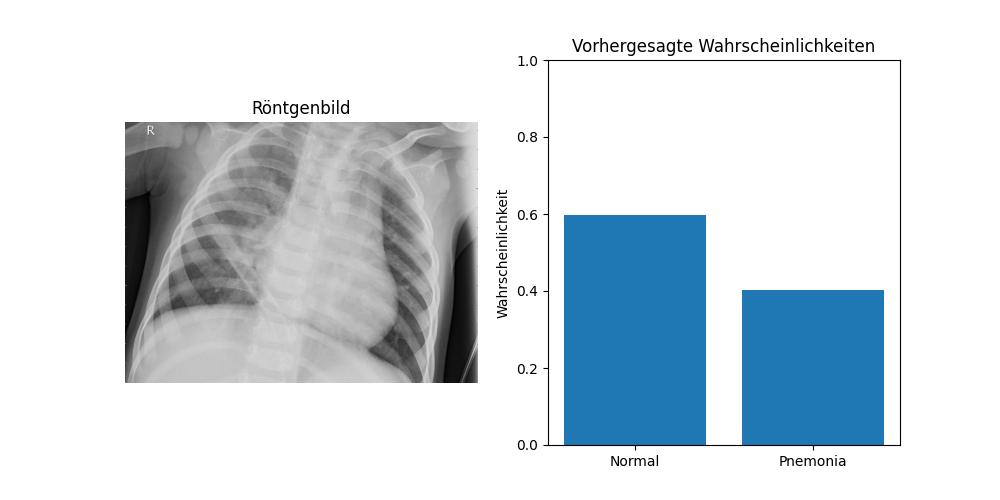 Röntgenbild
R
Vorhergesagte Wahrscheinlichkeiten
Wahrscheinlichkeit
1.0
0.8
0.6
0.4
0.2
0.0
Normal
Pnemonia